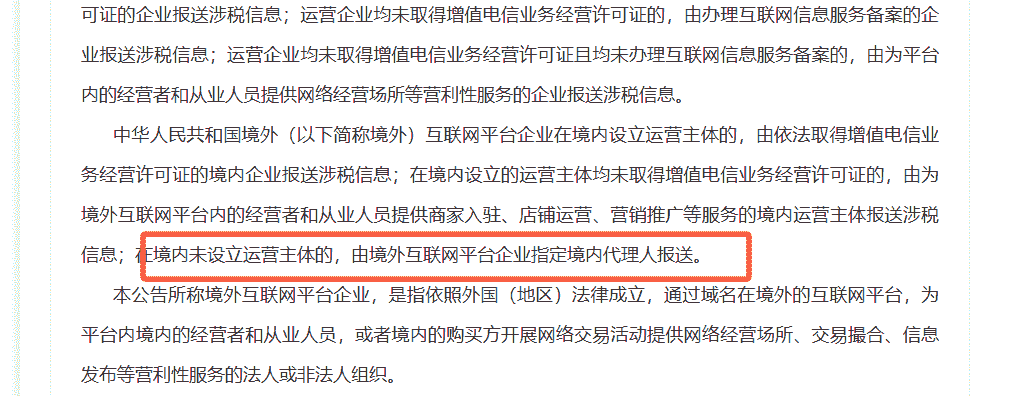 可证的企业报送涉税信息；运营企业均未取得增值电信业务经营许可证的，由办理互联网信息服务备案的企
业报送涉税信息；运营企业均未取得增值电信业务经营许可证且均未办理互联网信息服务备案的，由为平台
内的经营者和从业人员提供网络经营场所等营利性服务的企业报送涉税信息。
中华人民共和国境外（以下简称境外）互联网平台企业在境内设立运营主体的，由依法取得增值电信业
务经营许可证的境内企业报送涉税信息；在境内设立的运营主体均未取得增值电信业务经营许可证的，由为
境外互联网平台内的经营者和从业人员提供商家入驻、店铺运营、营销推广等服务的境内运营主体报送涉税
信息；在境内未设立运营主体的，由境外互联网平台企业指定境内代理人报送。
本公告所称境外互联网平台企业，是指依照外国（地区）法律成立，通过域名在境外的互联网平台，为
平台内境内的经营者和从业人员，或者境内的购买方开展网络交易活动提供网络经营场所、交易撮合、信息
发布等营利性服务的法人或非法人组织。